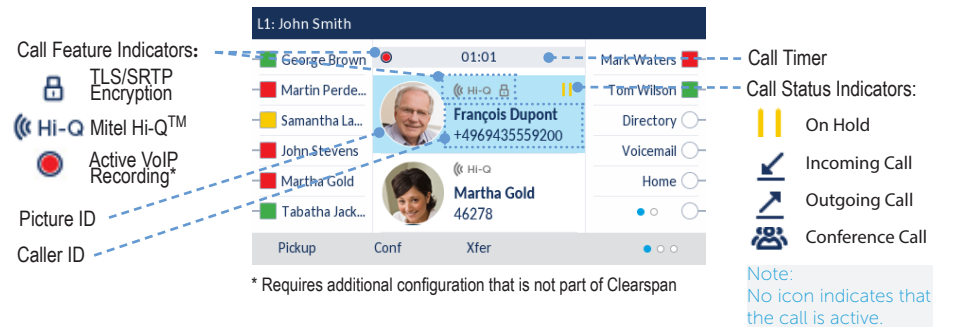 L1: John Smith
Call Feature Indicators:
TLS/SRTP
Encryption
Hi-Q Mitel Hi-Q™
Active VoIP
Recording*
Picture ID
Caller ID
George Brown
Martin Perde...
Samantha La...
John Stevens
Martha Gold
Tabatha Jack...
01:01
Hi-Q
François Dupont
+4969435559200
Hi-Q
Martha Gold
46278
Mark Waters
Tom Wilson
Directory
Voicemail
Home
Pickup Conf Xfer
* Requires additional configuration that is not part of Clearspan
Call Timer
Call Status Indicators:
On Hold
Incoming Call
Outgoing Call
Conference Call
Note:
No icon indicates that
the call is active.